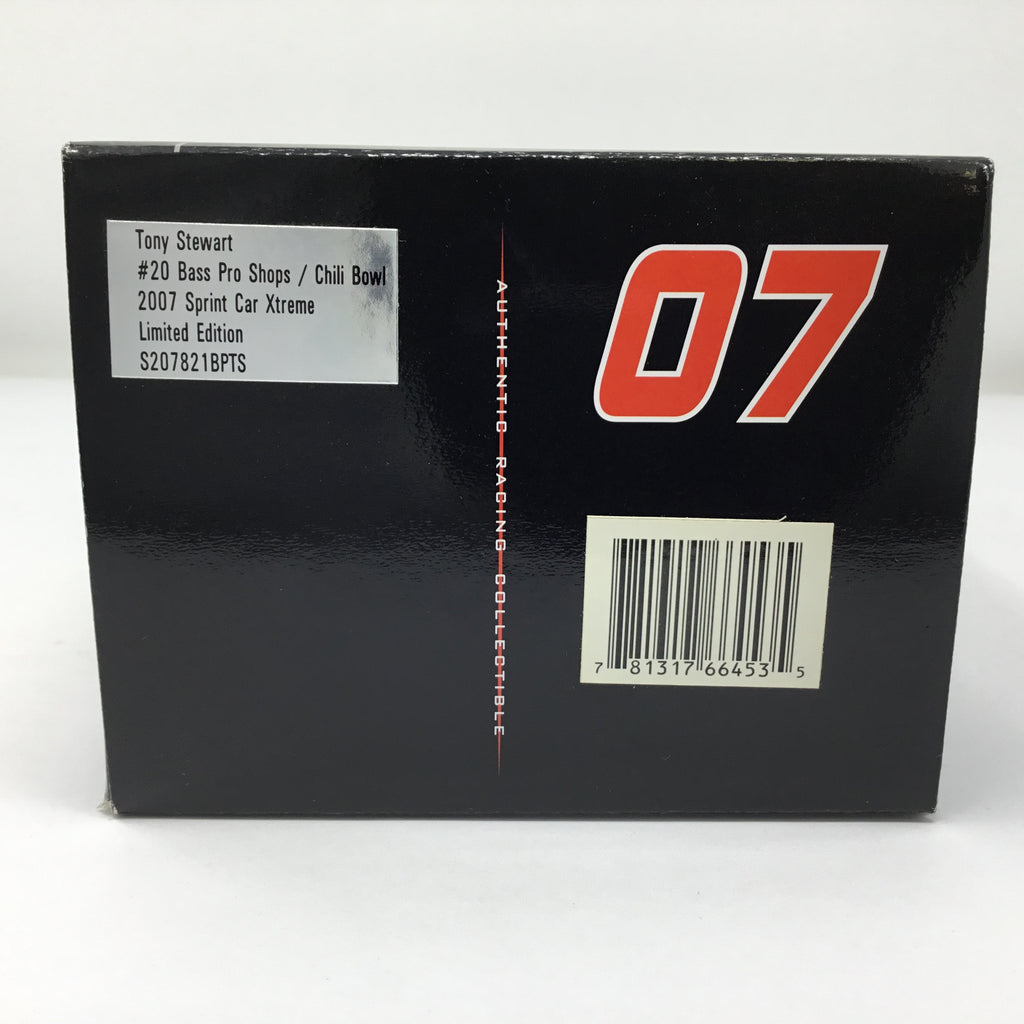 Tony Stewart
#20 Bass Pro Shops / Chili Bowl
2007 Sprint Car Xtreme
Limited Edition
S207821BPTS
AUTHENTIC RACING COLLECTIBLE
07
7 81317 66453 5